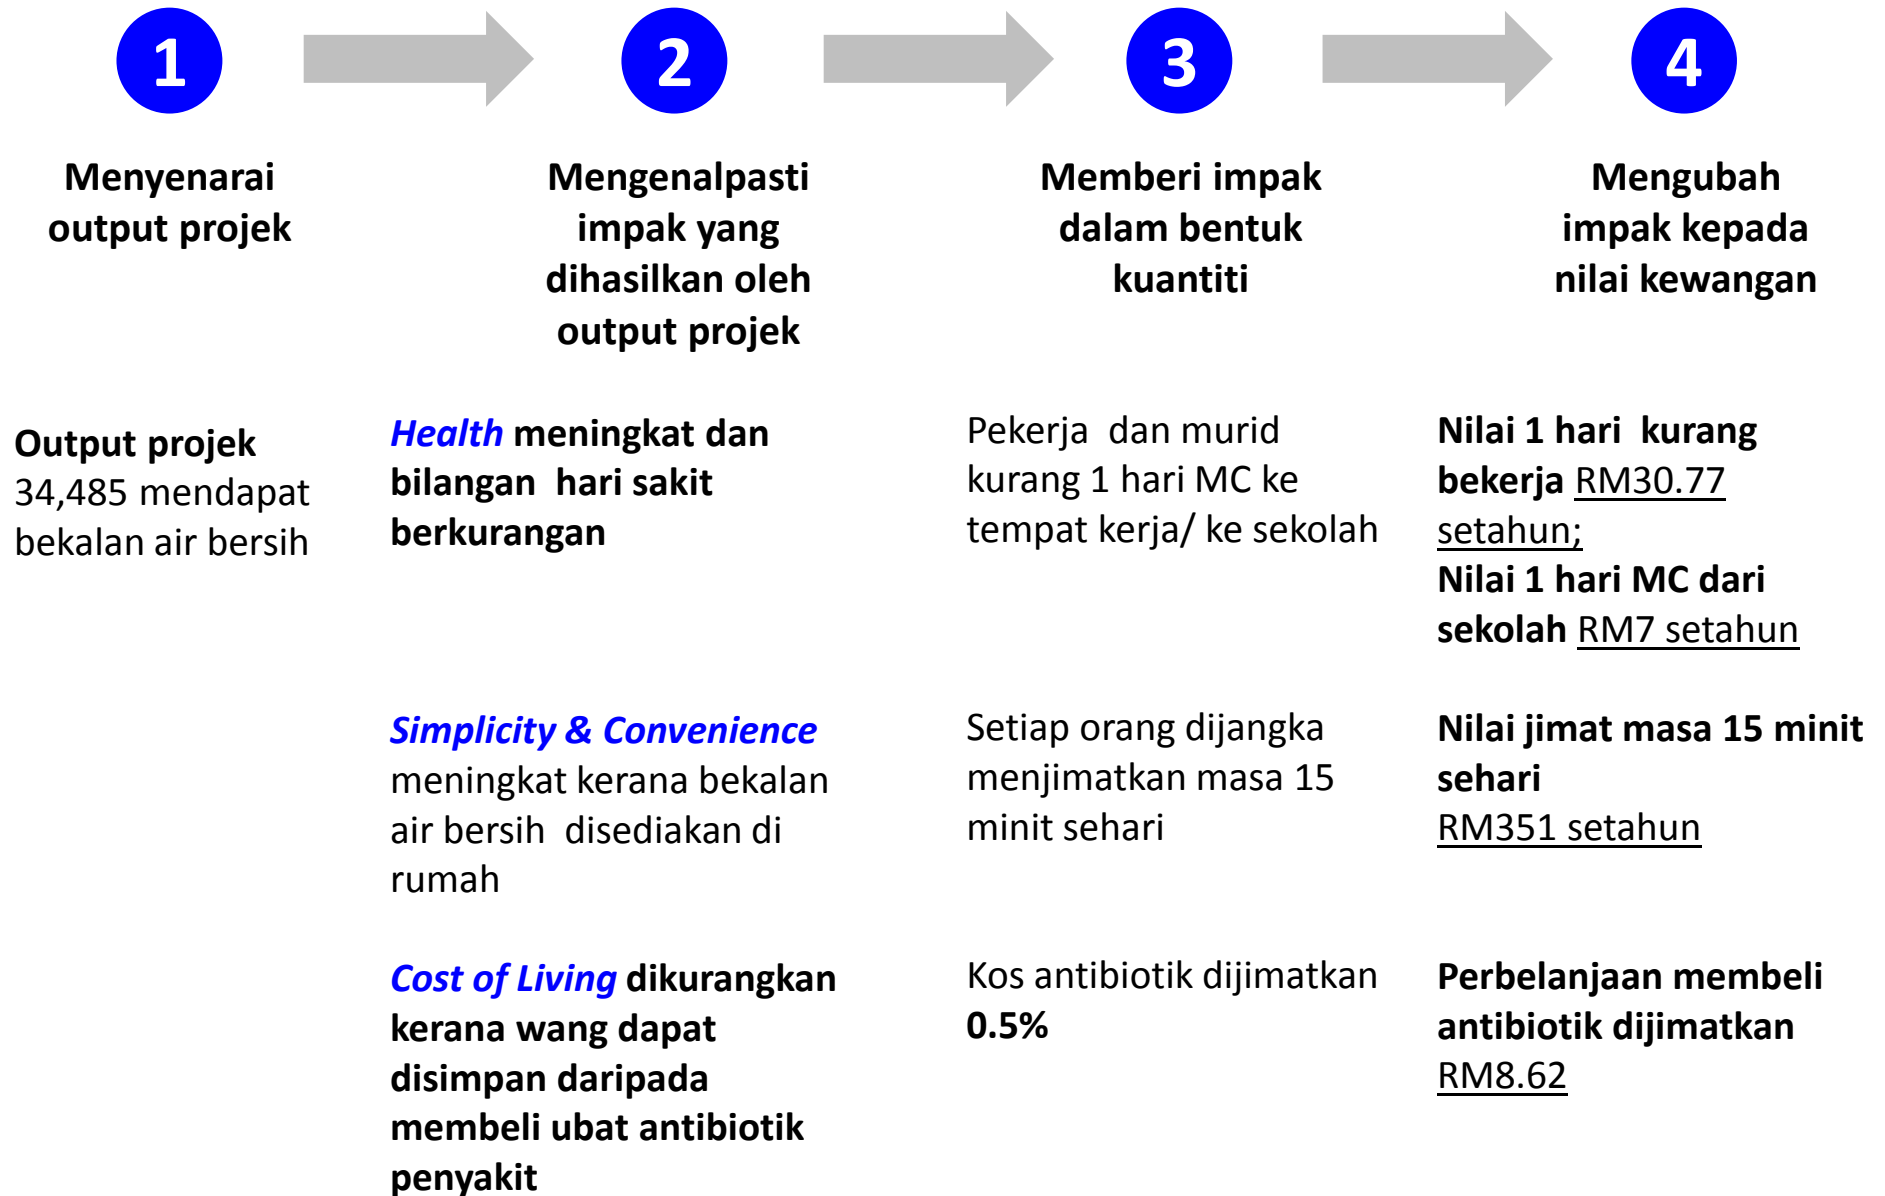 1
2
3
4
Menyenarai
output projek
Mengenalpasti
impak yang
dihasilkan oleh
output projek
Memberi impak
dalam bentuk
kuantiti
Mengubah
impak kepada
nilai kewangan
Output projek
34,485 mendapat
bekalan air bersih
Health meningkat dan
bilangan hari sakit
berkurangan
Pekerja dan murid
kurang 1 hari MC ke
tempat kerja/ ke sekolah
Nilai 1 hari kurang
bekerja RM30.77
setahun;
Nilai 1 hari MC dari
sekolah RM7 setahun
Simplicity & Convenience
meningkat kerana bekalan
air bersih disediakan di
rumah
Setiap orang dijangka
menjimatkan masa 15
minit sehari
Nilai jimat masa 15 minit
sehari
RM351 setahun
Cost of Living dikurangkan
kerana wang dapat
disimpan daripada
membeli ubat antibiotik
penyakit
Kos antibiotik dijimatkan
0.5%
Perbelanjaan membeli
antibiotik dijimatkan
RM8.62